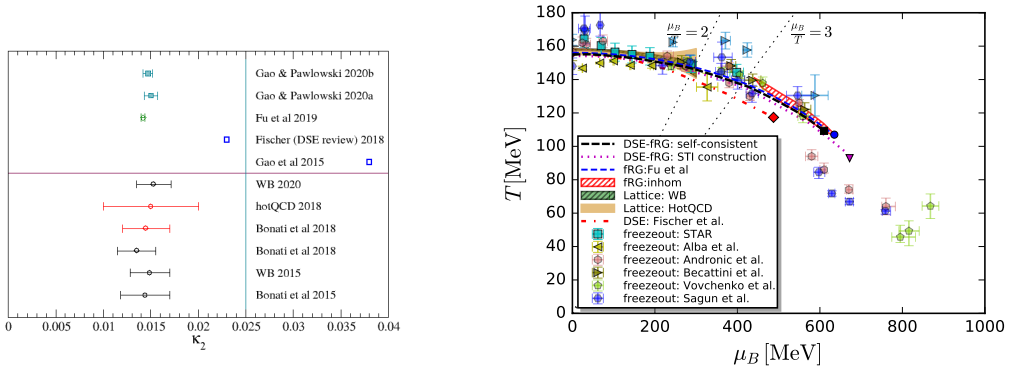 Gao & Pawlowski 2020b
Gao & Pawlowski 2020a
Fu et al 2019
Fischer (DSE review) 2018
Gao et al 2015
WB 2020
hotQCD 2018
Bonati et al 2018
Bonati et al 2018
WB 2015
Bonati et al 2015
0 0.005 0.01 0.015 0.02 0.025 0.03 0.035 0.04
κ2
180
160
140
120
100
80
60
40
20
0
T [MeV]
μB/T = 2
μB/T = 3
DSE-fRG: self-consistent
DSE-fRG: STI construction
fRG:Fu et al
fRG:inhom
Lattice: WB
Lattice: HotQCD
DSE: Fischer et al.
freezeout: STAR
freezeout: Alba et al.
freezeout: Andronic et al.
freezeout: Becattini et al.
freezeout: Vovchenko et al.
freezeout: Sagun et al.
0 200 400 600 800 1000
μB [MeV]